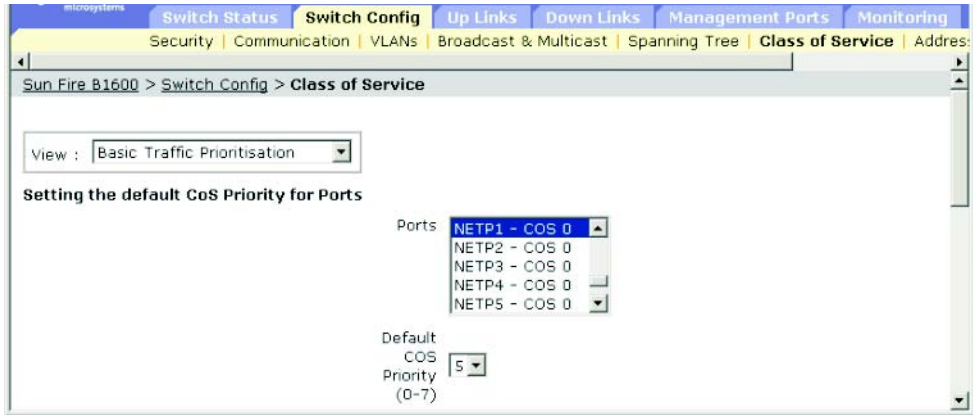 microsystems
Switch Status Switch Config Up Links Down Links Management Ports Monitoring
Security | Communication | VLANs | Broadcast & Multicast | Spanning Tree | Class of Service | Addres
Sun Fire B1600 > Switch Config > Class of Service
View : Basic Traffic Prioritisation
Setting the default CoS Priority for Ports
Ports
NETP1 - COS 0
NETP2 - COS 0
NETP3 - COS 0
NETP4 - COS 0
NETP5 - COS 0
Default
COS
Priority
(0-7)
5